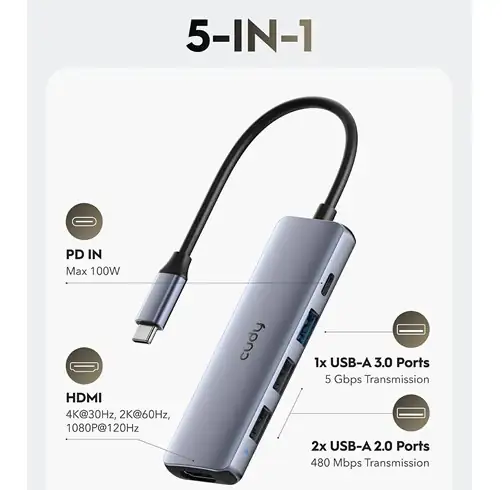 5-IN-1
PD IN
Max 100W
cudy
1x USB-A 3.0 Ports
5 Gbps Transmission
HDMI
4K@30Hz, 2K@60Hz,
1080P@120Hz
2x USB-A 2.0 Ports
480 Mbps Transmission